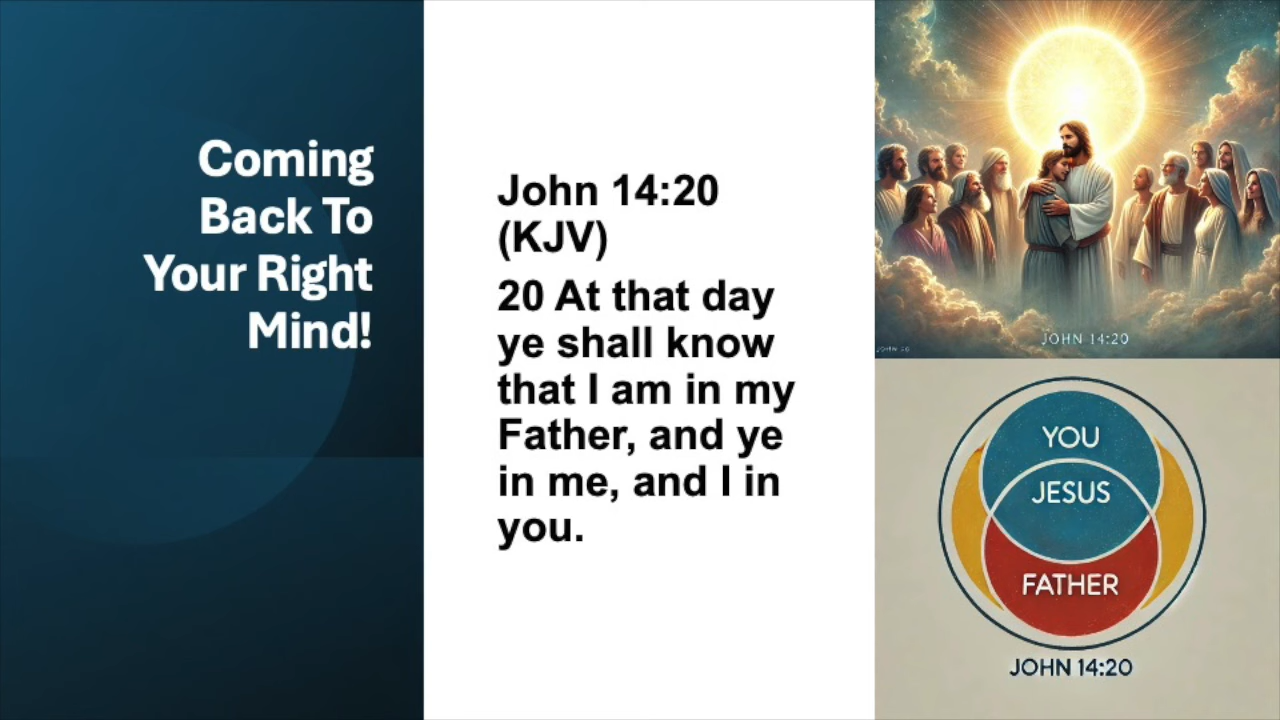 Coming
Back To
Your Right
Mind!
John 14:20
(KJV)
20 At that day
ye shall know
that I am in my
Father, and ye
in me, and I in
you.
JOHN 14:20
YOU
JESUS
FATHER
JOHN 14:20